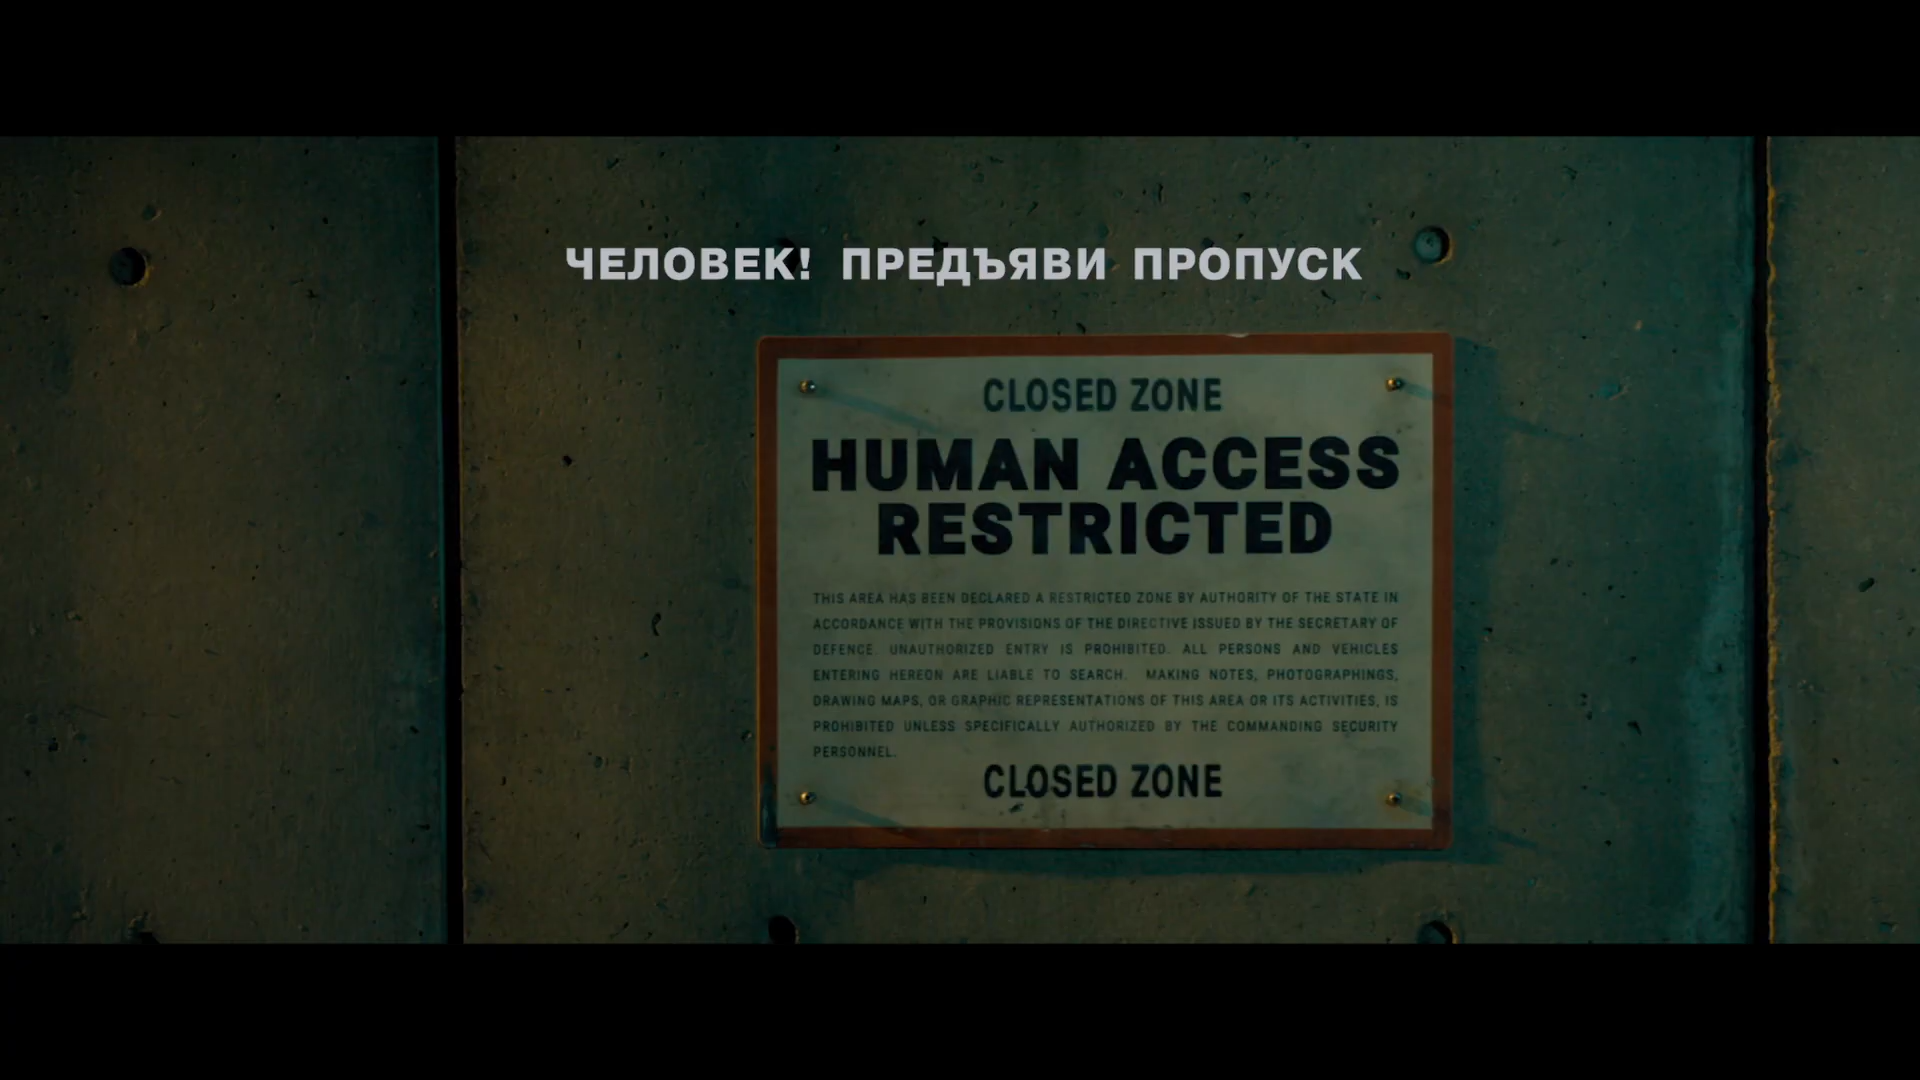 ЧЕЛОВЕК! ПРЕДЪЯВИ ПРОПУСК
CLOSED ZONE
HUMAN ACCESS
RESTRICTED
THIS AREA HAS BEEN DECLARED A RESTRICTED ZONE BY AUTHORITY OF THE STATE IN
ACCORDANCE WITH THE PROVISIONS OF THE DIRECTIVE ISSUED BY THE SECRETARY OF
DEFENCE. UNAUTHORIZED ENTRY IS PROHIBITED. ALL PERSONS AND VEHICLES
ENTERING HEREON ARE LIABLE TO SEARCH. MAKING NOTES, PHOTOGRAPHINGS,
DRAWING MAPS, OR GRAPHIC REPRESENTATIONS OF THIS AREA OR ITS ACTIVITIES, IS
PROHIBITED UNLESS SPECIFICALLY AUTHORIZED BY THE COMMANDING SECURITY
PERSONNEL.
CLOSED ZONE